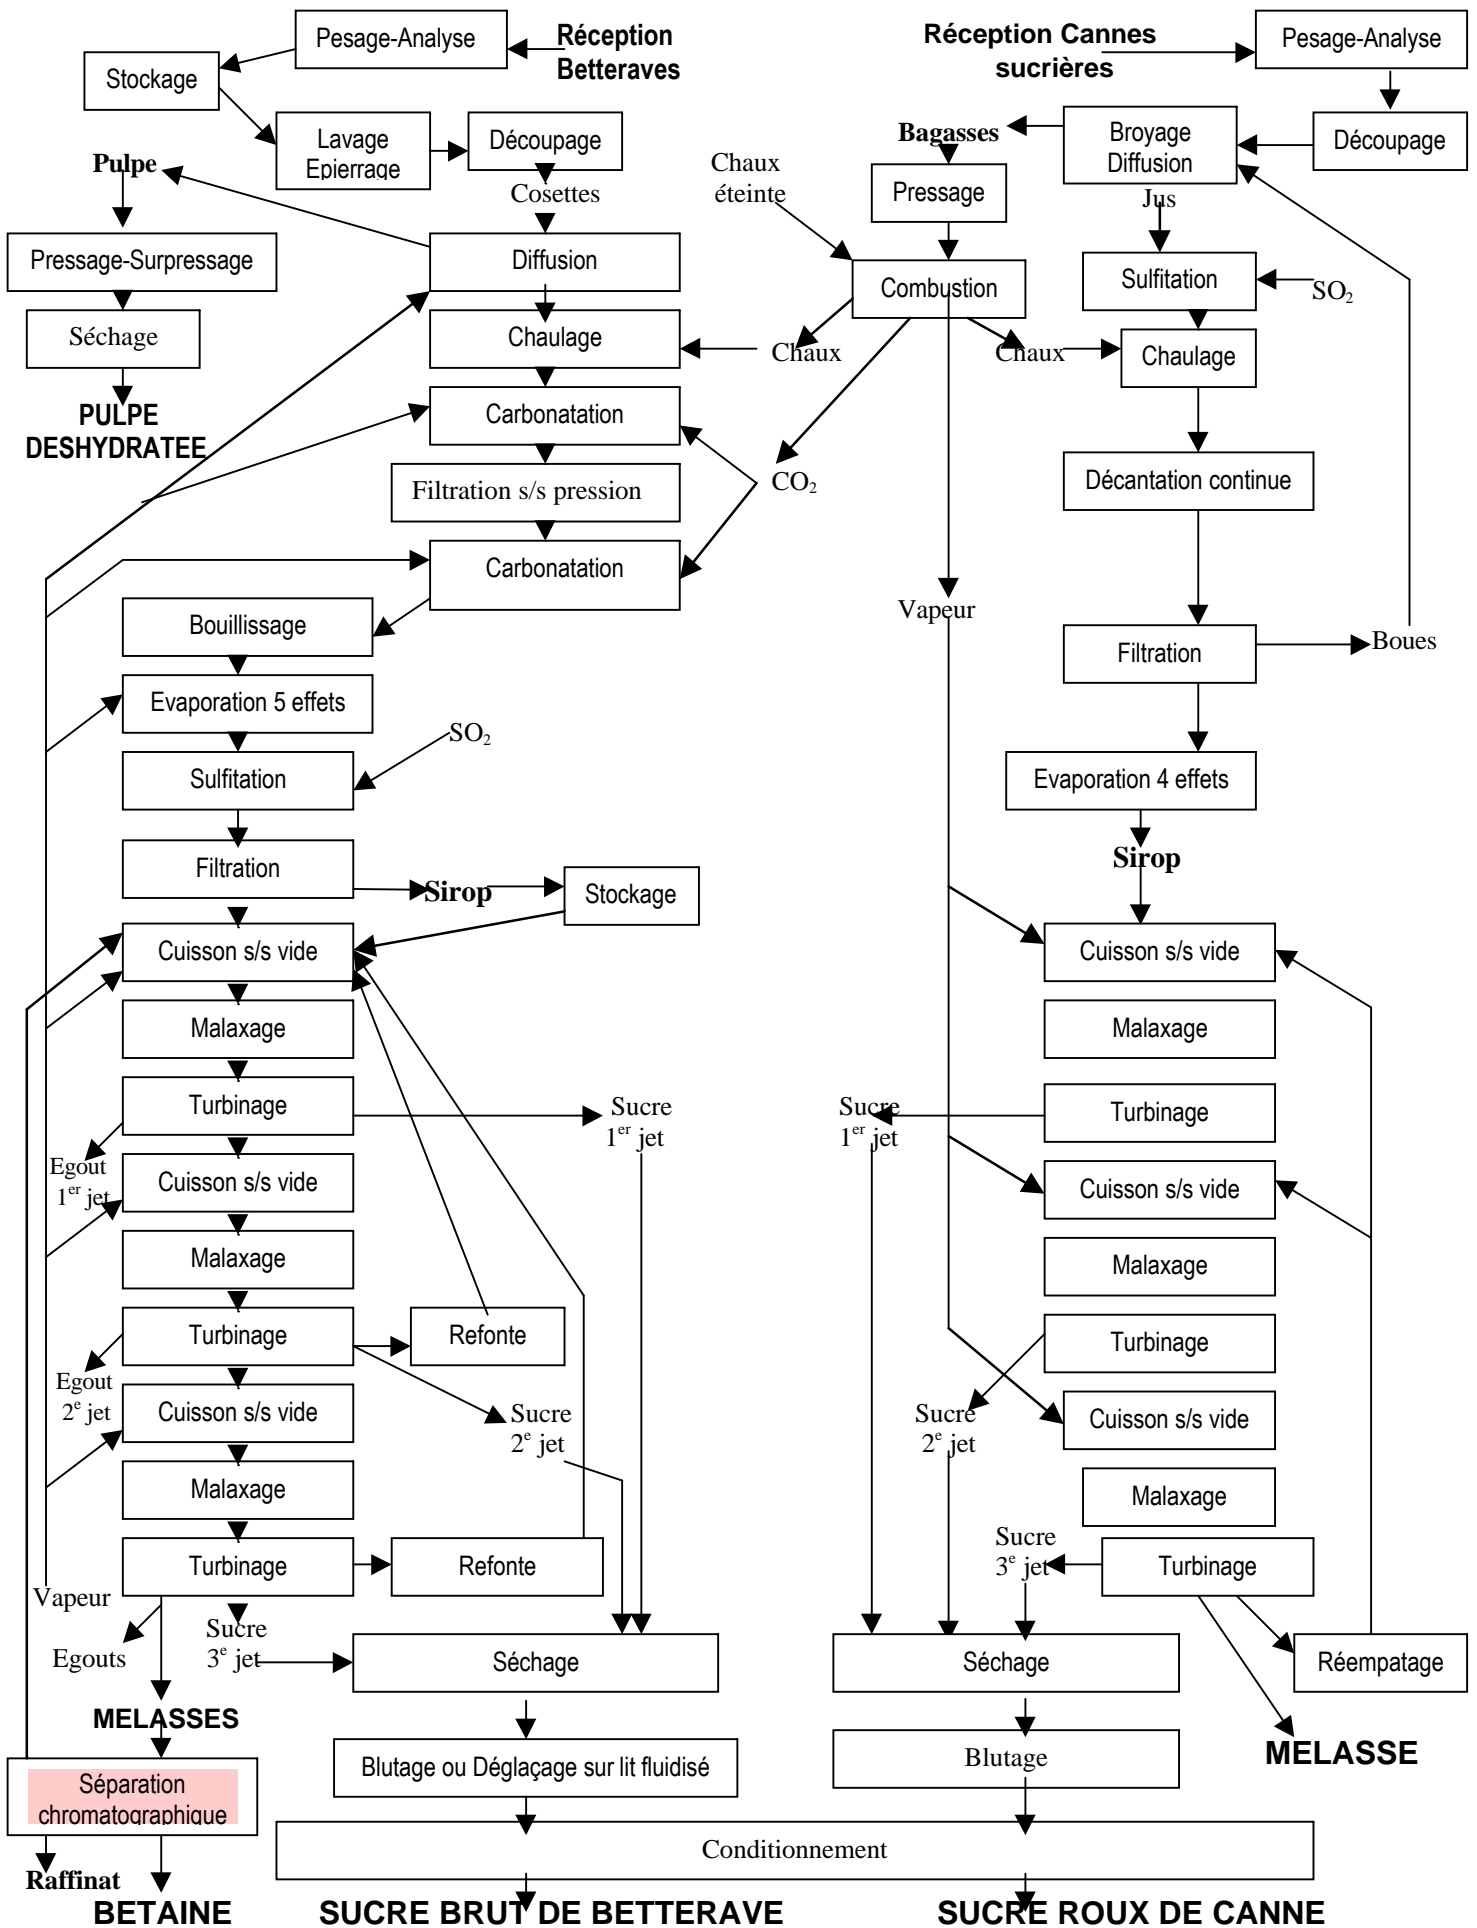 Pesage-Analyse
Réception
Betteraves
Réception Cannes
sucrières
Pesage-Analyse
Stockage
Lavage
Epierrage
Découpage
Bagasses
Broyage
Diffusion
Découpage
Pulpe
Cosettes
Chaux
éteinte
Pressage
Jus
Pressage-Surpressage
Diffusion
Combustion
Sulfitation
SO₂
Séchage
Chaulage
Chaux
Chaux
Chaulage
PULPE
DESHYDRATEE
Carbonatation
Filtration s/s pression
CO₂
Décantation continue
Carbonatation
Vapeur
Bouillissage
Filtration
Boues
Evaporation 5 effets
SO₂
Sulfitation
Evaporation 4 effets
Filtration
Sirop
Stockage
Sirop
Cuisson s/s vide
Cuisson s/s vide
Malaxage
Malaxage
Turbinage
Sucre
1er jet
Sucre
1er jet
Turbinage
Egout
1er jet
Cuisson s/s vide
Cuisson s/s vide
Malaxage
Malaxage
Turbinage
Refonte
Turbinage
Egout
2e jet
Cuisson s/s vide
Sucre
2e jet
Sucre
2e jet
Cuisson s/s vide
Malaxage
Malaxage
Turbinage
Refonte
Sucre
3e jet
Turbinage
Vapeur
Egouts
Sucre
3e jet
Séchage
Séchage
Réempatage
MELASSES
Blutage ou Déglaçage sur lit fluidisé
Blutage
MELASSE
Séparation
chromatographique
Conditionnement
Raffinat
BETAINE
SUCRE BRUT DE BETTERAVE
SUCRE ROUX DE CANNE